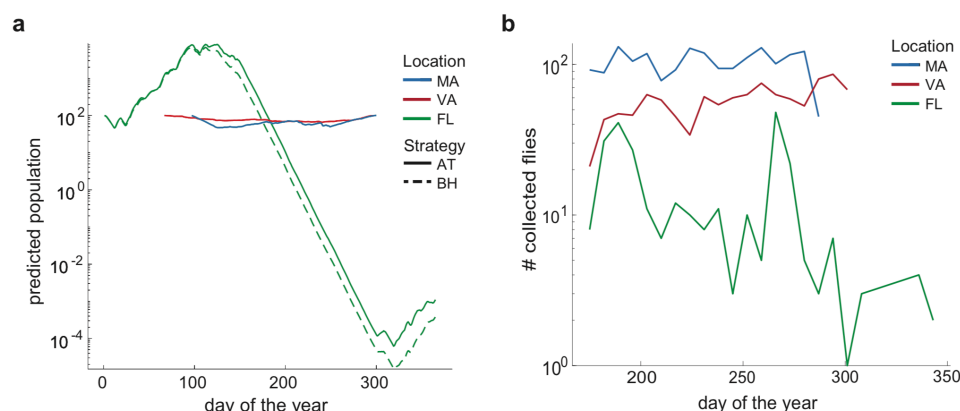 a
predicted population
10^2
10^0
10^-2
10^-4
0
100
200
300
day of the year
Location
MA
VA
FL
Strategy
AT
BH
b
# collected flies
10^2
10^1
10^0
200
250
300
350
day of the year
Location
MA
VA
FL